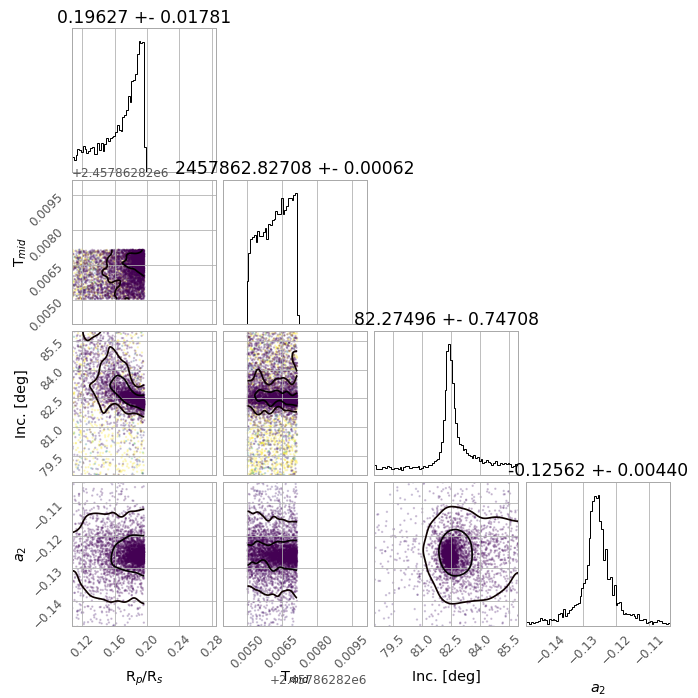 0.19627 +- 0.01781
+2.45786282e6
2457862.82708 +- 0.00062
0.0095
0.0080
0.0065
0.0050
T_mid
82.27496 +- 0.74708
85.5
84.0
82.5
81.0
79.5
Inc. [deg]
-0.12562 +- 0.00440
−0.11
−0.12
−0.13
−0.14
a_2
0.12 0.16 0.20 0.24 0.28
0.0050 0.0065 0.0080 0.0095
79.5 81.0 82.5 84.0 85.5
−0.14 −0.13 −0.12 −0.11
R_p/R_s
T_mid
+2.45786282e6
Inc. [deg]
a_2